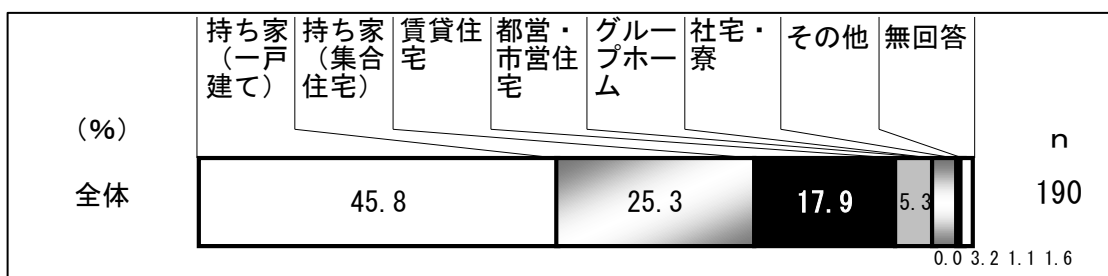 持ち家（一戸建て）
持ち家（集合住宅）
賃貸住宅
都営・市営住宅
グループホーム
社宅・寮
その他
無回答
（%）
n
全体
45.8
25.3
17.9
5.3
190
0.0 3.2 1.1 1.6